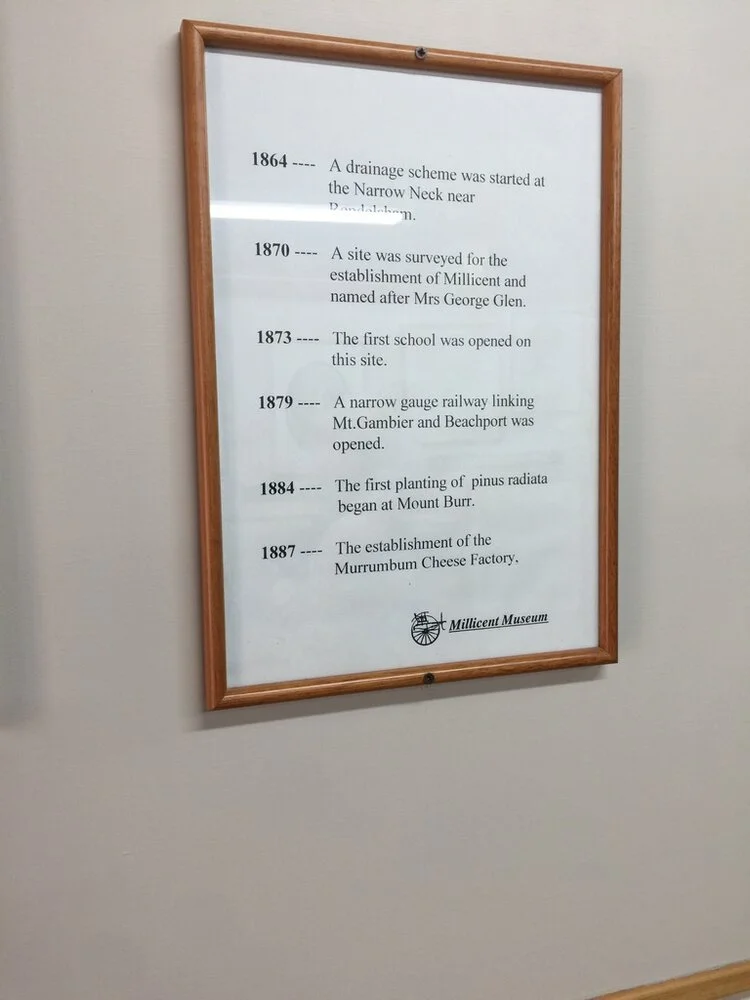 1864 ---- A drainage scheme was started at
the Narrow Neck near
1870 ---- A site was surveyed for the
establishment of Millicent and
named after Mrs George Glen.
1873 ---- The first school was opened on
this site.
1879 ---- A narrow gauge railway linking
Mt.Gambier and Beachport was
opened.
1884 ---- The first planting of pinus radiata
began at Mount Burr.
1887 ---- The establishment of the
Murrumbum Cheese Factory.
Millicent Museum